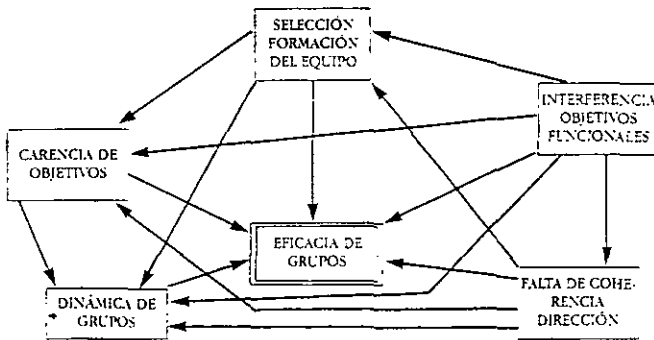 SELECCIÓN
FORMACIÓN
DEL EQUIPO
INTERFERENCIA
OBJETIVOS
FUNCIONALES
CARENCIA DE
OBJETIVOS
EFICACIA DE
GRUPOS
DINÁMICA DE
GRUPOS
FALTA DE COHE-
RENCIA
DIRECCIÓN